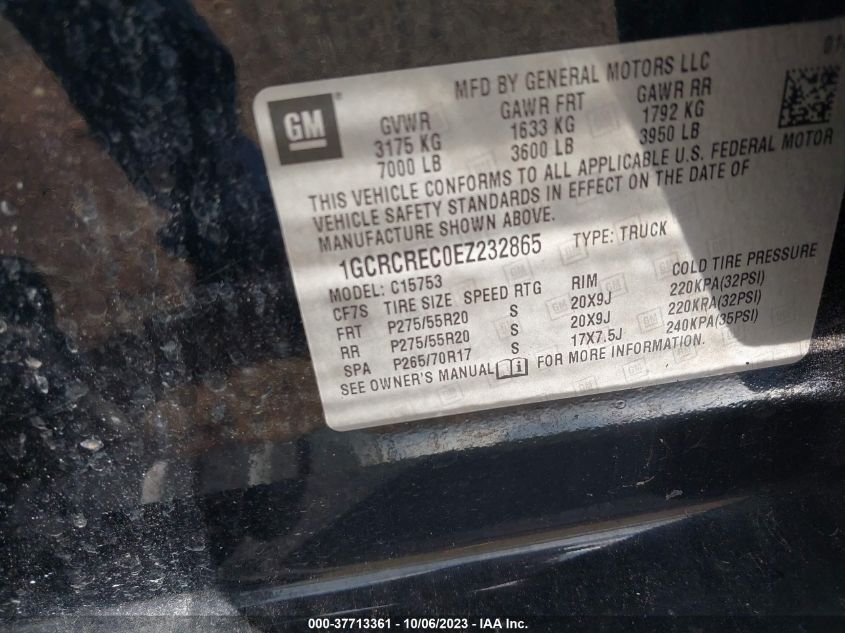 MFD BY GENERAL MOTORS LLC
GM
GVWR GAWR FRT GAWR RR
3175 KG 1633 KG 1792 KG
7000 LB 3600 LB 3950 LB
THIS VEHICLE CONFORMS TO ALL APPLICABLE U.S. FEDERAL MOTOR
VEHICLE SAFETY STANDARDS IN EFFECT ON THE DATE OF
MANUFACTURE SHOWN ABOVE.
1GCRCREC0EZ232865 TYPE: TRUCK
MODEL: C15753
CF7S TIRE SIZE SPEED RTG RIM COLD TIRE PRESSURE
FRT P275/55R20 S 20X9J 220KPA(32PSI)
RR P275/55R20 S 20X9J 220KPA(32PSI)
SPA P265/70R17 S 17X7.5J 240KPA(35PSI)
SEE OWNER'S MANUAL FOR MORE INFORMATION.
000-37713361 - 10/06/2023 - IAA Inc.